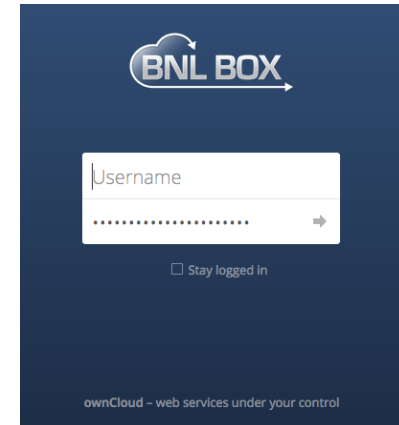 BNL BOX
Username
Stay logged in
ownCloud – web services under your control